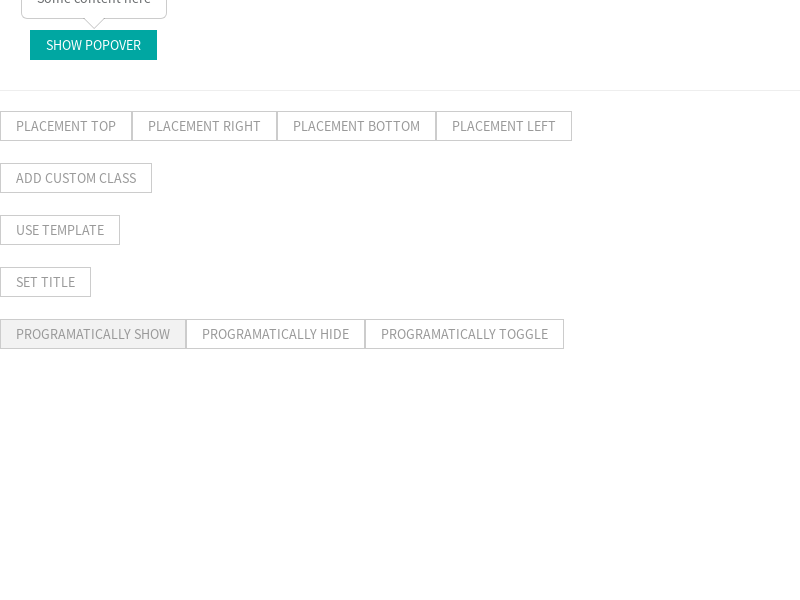 Some content here
SHOW POPOVER
PLACEMENT TOP PLACEMENT RIGHT PLACEMENT BOTTOM PLACEMENT LEFT
ADD CUSTOM CLASS
USE TEMPLATE
SET TITLE
PROGRAMATICALLY SHOW PROGRAMATICALLY HIDE PROGRAMATICALLY TOGGLE